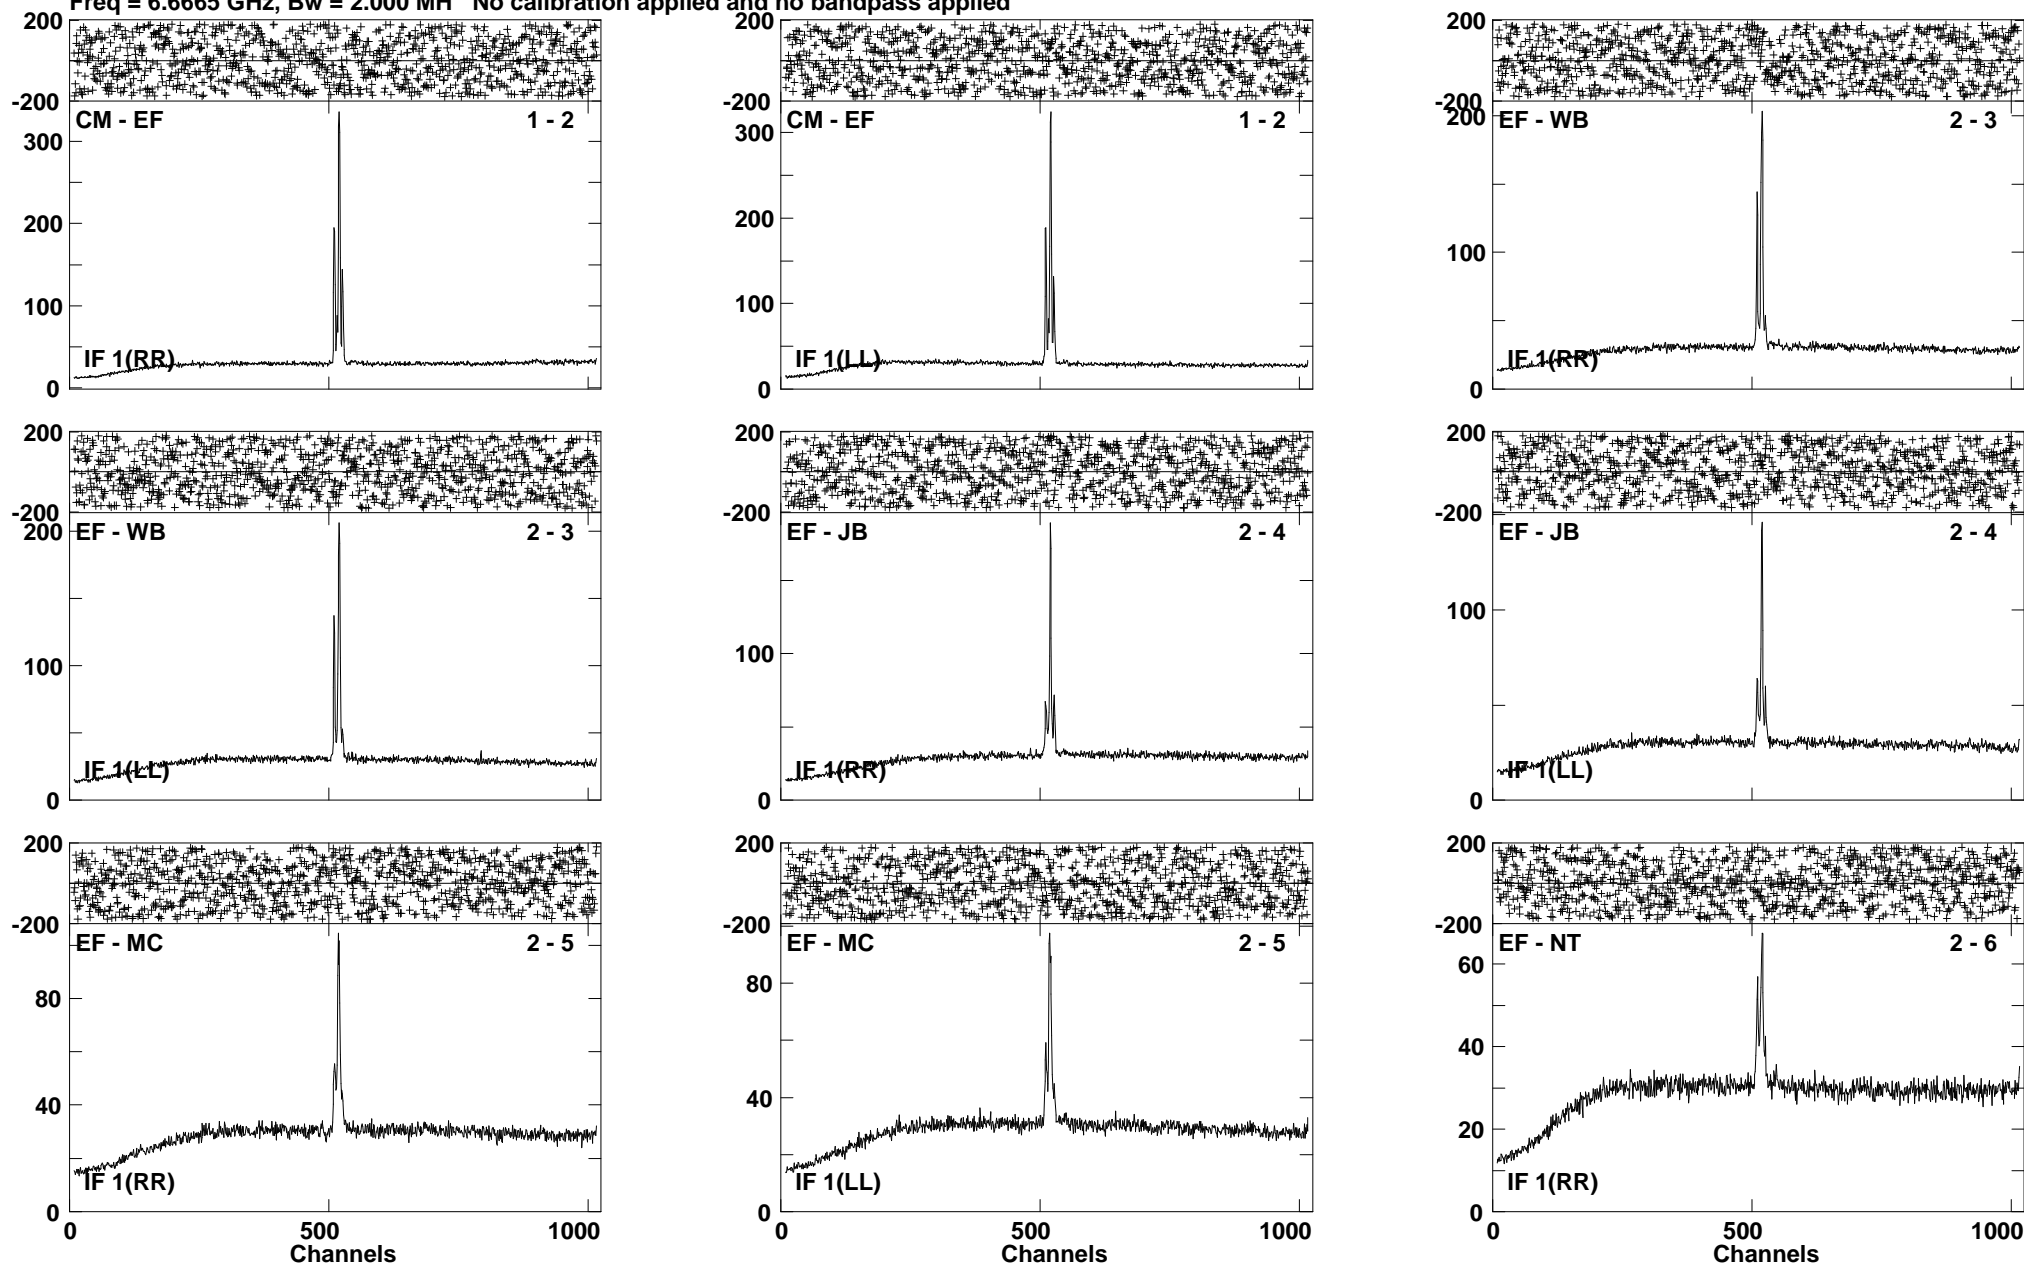 Freq = 6.6665 GHz, Bw = 2.000 MH No calibration applied and no bandpass applied
200
-200
CM - EF 1 - 2
300
200
100
IF 1(RR)
0
200
-200
CM - EF 1 - 2
300
200
100
IF 1(LL)
0
200
-200
200
EF - WB 2 - 3
100
IF 1(RR)
0
200
-200
200
EF - WB 2 - 3
100
IF 1(LL)
0
200
-200
EF - JB 2 - 4
100
IF 1(RR)
0
200
-200
EF - JB 2 - 4
100
IF 1(LL)
0
200
-200
EF - MC 2 - 5
80
40
IF 1(RR)
0
0 500 1000
Channels
200
-200
EF - MC 2 - 5
80
40
IF 1(LL)
0
0 500 1000
Channels
200
-200
EF - NT 2 - 6
60
40
20
IF 1(RR)
0
0 500 1000
Channels